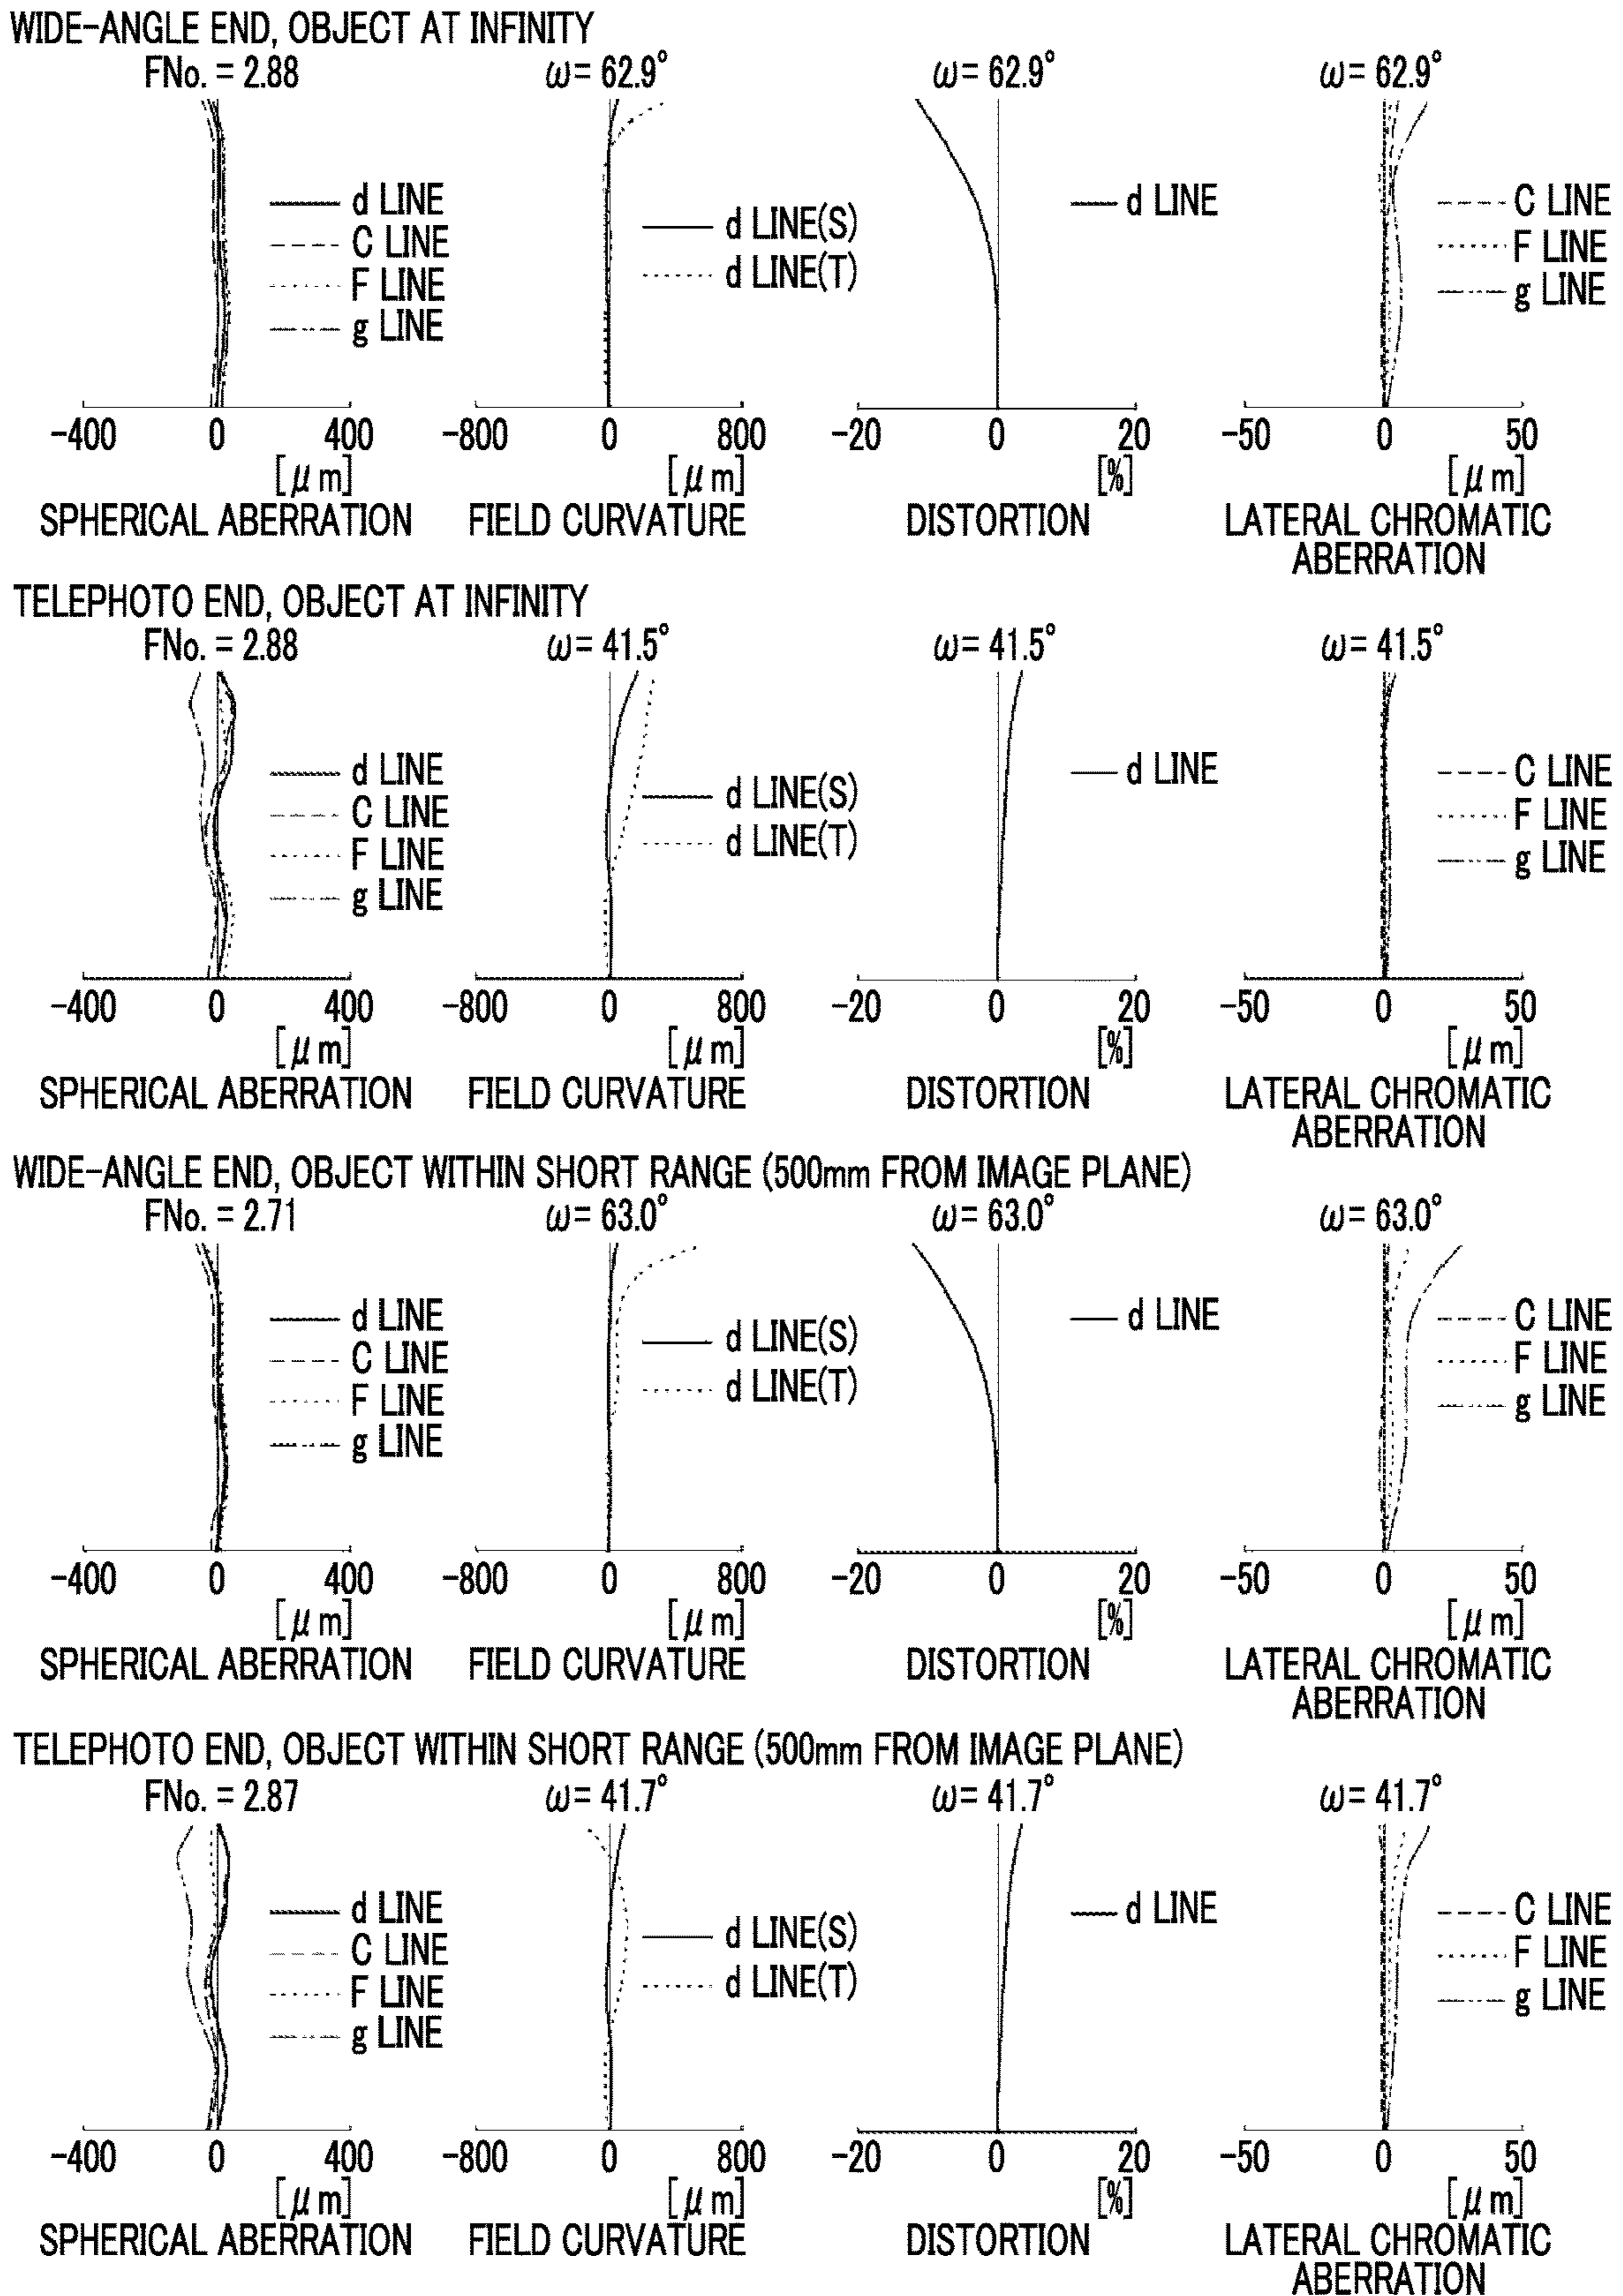 WIDE-ANGLE END, OBJECT AT INFINITY
FNo. = 2.88
ω= 62.9°
ω= 62.9°
ω= 62.9°
d LINE
C LINE
F LINE
g LINE
d LINE(S)
d LINE(T)
d LINE
C LINE
F LINE
g LINE
-400 0 400
-800 0 800
-20 0 20
-50 0 50
[μm]
[μm]
[%]
[μm]
SPHERICAL ABERRATION
FIELD CURVATURE
DISTORTION
LATERAL CHROMATIC
ABERRATION
TELEPHOTO END, OBJECT AT INFINITY
FNo. = 2.88
ω= 41.5°
ω= 41.5°
ω= 41.5°
d LINE
C LINE
F LINE
g LINE
d LINE(S)
d LINE(T)
d LINE
C LINE
F LINE
g LINE
-400 0 400
-800 0 800
-20 0 20
-50 0 50
[μm]
[μm]
[%]
[μm]
SPHERICAL ABERRATION
FIELD CURVATURE
DISTORTION
LATERAL CHROMATIC
ABERRATION
WIDE-ANGLE END, OBJECT WITHIN SHORT RANGE (500mm FROM IMAGE PLANE)
FNo. = 2.71
ω= 63.0°
ω= 63.0°
ω= 63.0°
d LINE
C LINE
F LINE
g LINE
d LINE(S)
d LINE(T)
d LINE
C LINE
F LINE
g LINE
-400 0 400
-800 0 800
-20 0 20
-50 0 50
[μm]
[μm]
[%]
[μm]
SPHERICAL ABERRATION
FIELD CURVATURE
DISTORTION
LATERAL CHROMATIC
ABERRATION
TELEPHOTO END, OBJECT WITHIN SHORT RANGE (500mm FROM IMAGE PLANE)
FNo. = 2.87
ω= 41.7°
ω= 41.7°
ω= 41.7°
d LINE
C LINE
F LINE
g LINE
d LINE(S)
d LINE(T)
d LINE
C LINE
F LINE
g LINE
-400 0 400
-800 0 800
-20 0 20
-50 0 50
[μm]
[μm]
[%]
[μm]
SPHERICAL ABERRATION
FIELD CURVATURE
DISTORTION
LATERAL CHROMATIC
ABERRATION